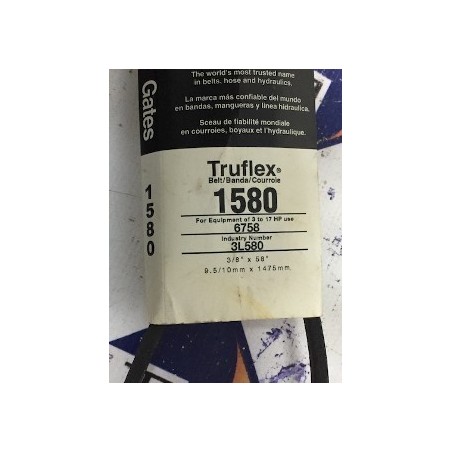 The world's most trusted name
in belts, hose and hydraulics.
La marca más confiable del mundo
en bandas, mangueras y línea hidraulica.
Sceau de fiabilité mondiale
en courroies, boyaux et l'hydraulique.
Gates
1580
Truflex®
Belt/Banda/Courroie
1580
For Equipment of 3 to 17 HP use
6758
Industry Number
3L580
3/8" x 58"
9.5/10mm x 1475mm.